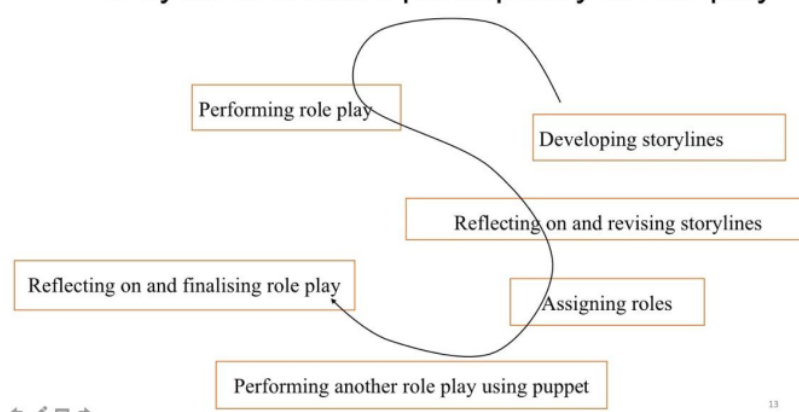 Performing role play
Developing storylines
Reflecting on and revising storylines
Reflecting on and finalising role play
Assigning roles
Performing another role play using puppet
13